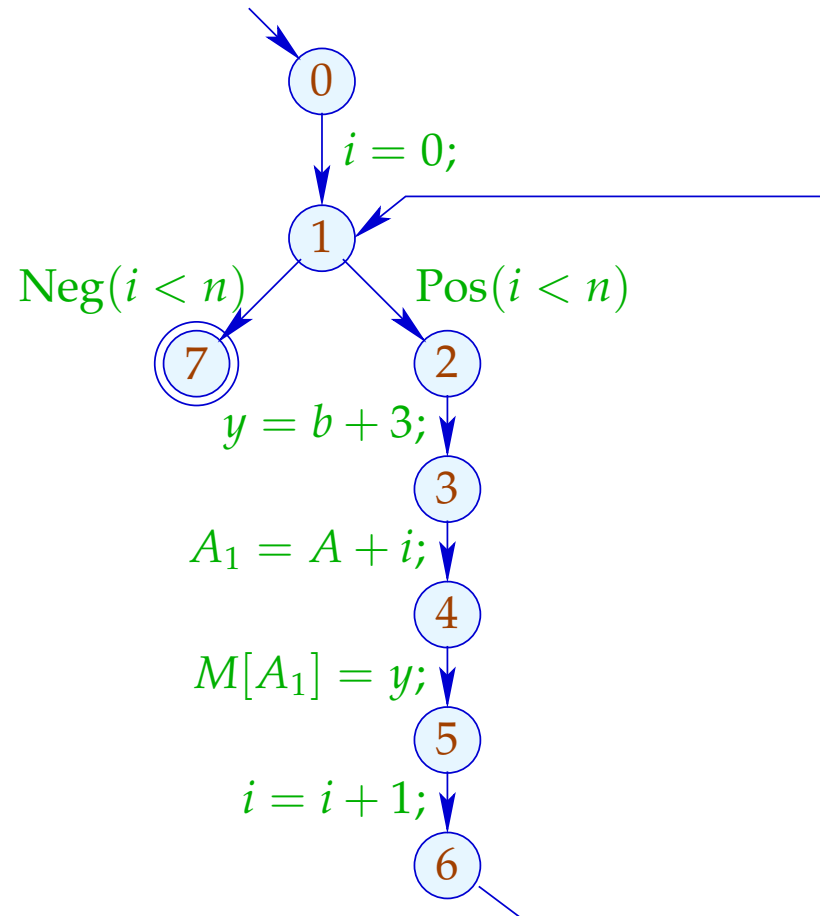 0
i = 0;
1
Neg(i < n) Pos(i < n)
7 2
y = b + 3;
3
A₁ = A + i;
4
M[A₁] = y;
5
i = i + 1;
6